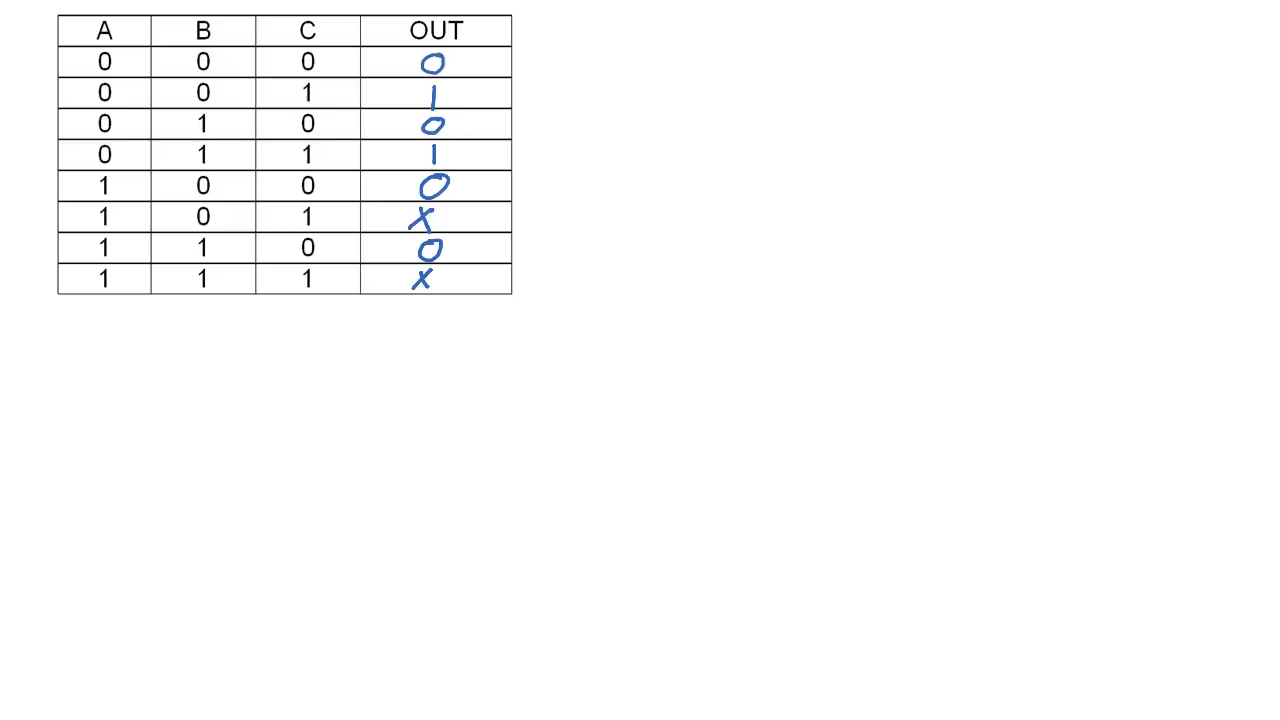 A B C OUT
0 0 0 0
0 0 1 1
0 1 0 0
0 1 1 1
1 0 0 0
1 0 1 X
1 1 0 0
1 1 1 X